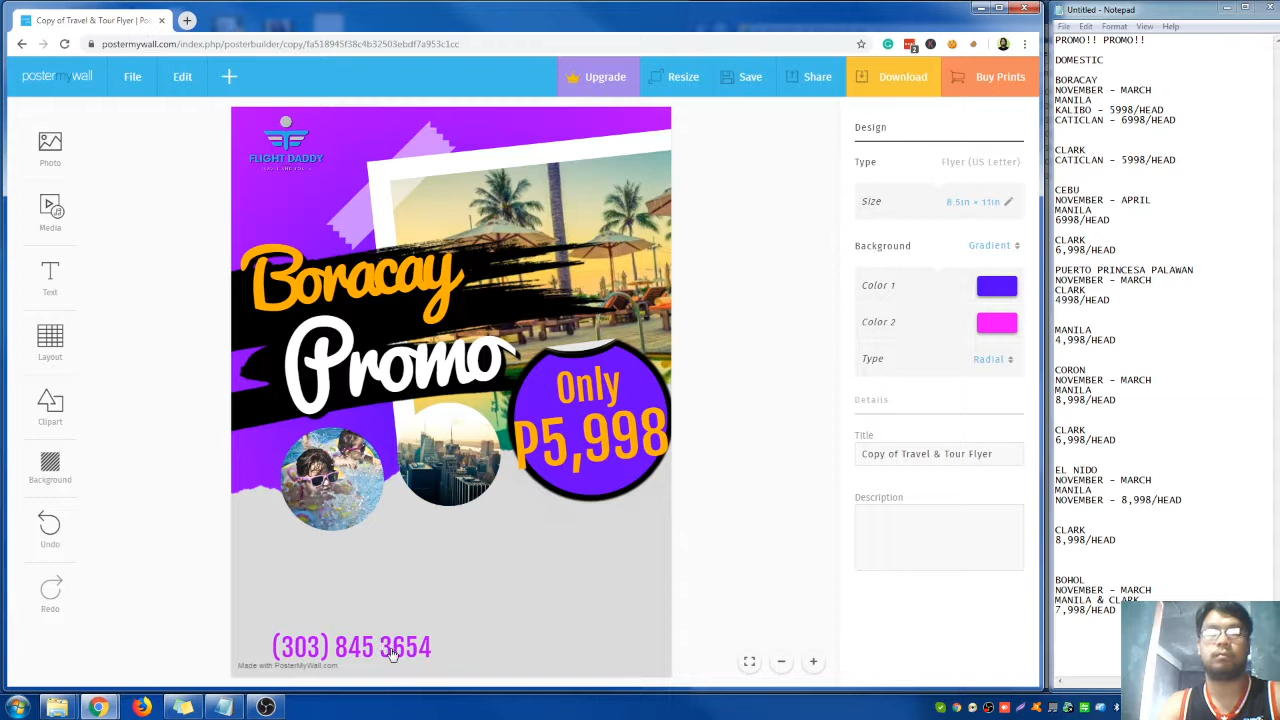 Copy of Travel & Tour Flyer | Po
Untitled - Notepad
postermywall.com/index.php/posterbuilder/copy/fa518945f38c4b32503ebdf7a953c1cc
2
File Edit Format View Help
postermywall File Edit Upgrade Resize Save Share Download Buy Prints
Photo
Media
Text
Layout
Clipart
Background
Undo
Redo
FLIGHT DADDY
Boracay
Promo
Only
P5,998
(303) 845 3654
Made with PosterMyWall.com
Design
Type Flyer (US Letter)
Size 8.5in × 11in
Background Gradient
Color 1
Color 2
Type Radial
Details
Title
Copy of Travel & Tour Flyer
Description
PROMO!! PROMO!!
DOMESTIC
BORACAY
NOVEMBER - MARCH
MANILA
KALIBO - 5998/HEAD
CATICLAN - 6998/HEAD
CLARK
CATICLAN - 5998/HEAD
CEBU
NOVEMBER - APRIL
MANILA
6998/HEAD
CLARK
6,998/HEAD
PUERTO PRINCESA PALAWAN
NOVEMBER - MARCH
CLARK
4998/HEAD
MANILA
4,998/HEAD
CORON
NOVEMBER - MARCH
MANILA
8,998/HEAD
CLARK
6,998/HEAD
EL NIDO
NOVEMBER - MARCH
MANILA
NOVEMBER - 8,998/HEAD
CLARK
8,998/HEAD
BOHOL
NOVEMBER - MARCH
MANILA & CLARK
7,998/HEAD